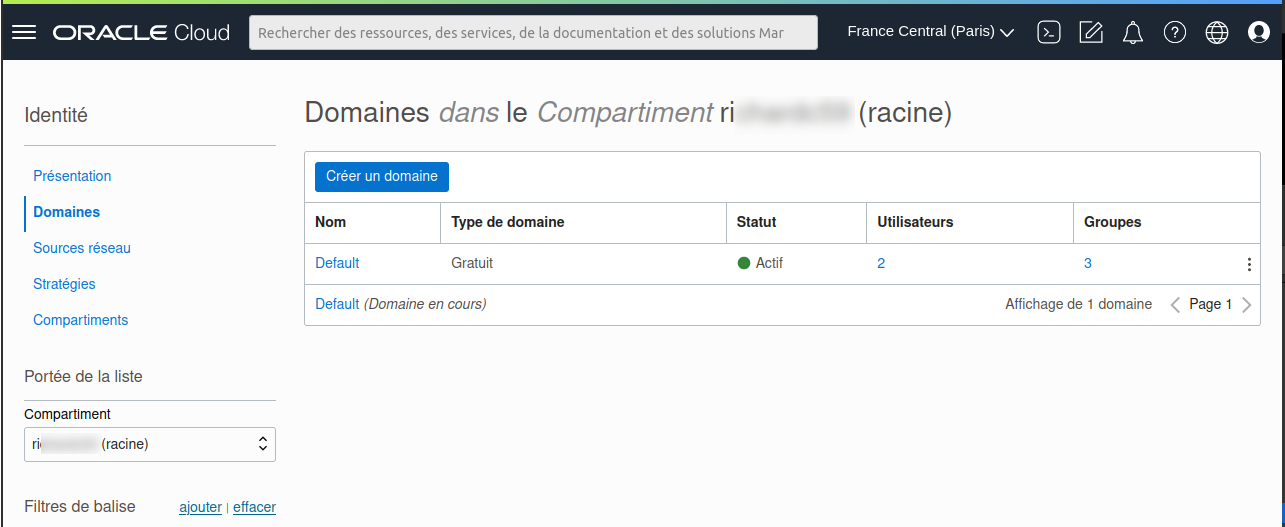 ORACLE Cloud
Rechercher des ressources, des services, de la documentation et des solutions Mar
France Central (Paris)
Identité
Présentation
Domaines
Sources réseau
Stratégies
Compartiments
Portée de la liste
Compartiment
ri (racine)
Filtres de balise ajouter | effacer
Domaines dans le Compartiment ri (racine)
Créer un domaine
Nom Type de domaine Statut Utilisateurs Groupes
Default Gratuit Actif 2 3
Default (Domaine en cours) Affichage de 1 domaine Page 1